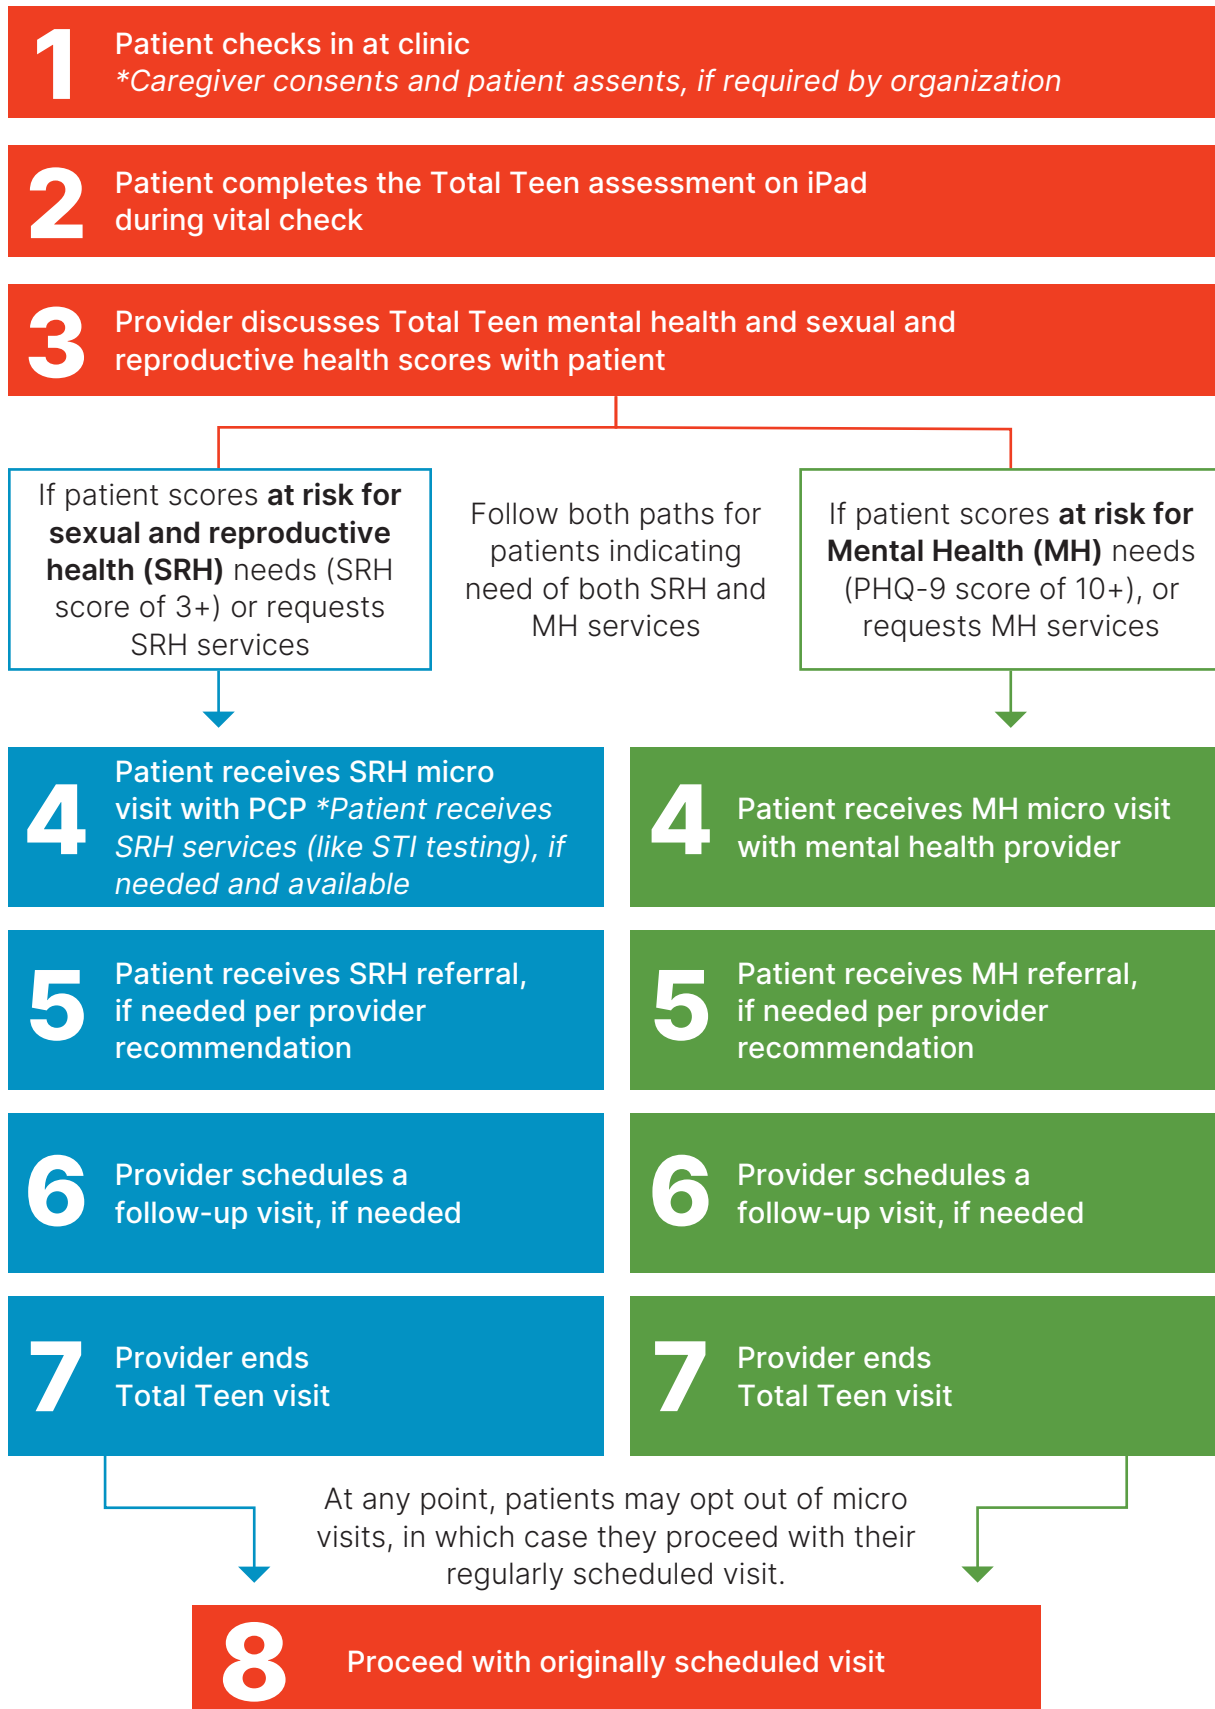 1
Patient checks in at clinic
*Caregiver consents and patient assents, if required by organization
2
Patient completes the Total Teen assessment on iPad
during vital check
3
Provider discusses Total Teen mental health and sexual and
reproductive health scores with patient
If patient scores at risk for
sexual and reproductive
health (SRH) needs (SRH
score of 3+) or requests
SRH services
Follow both paths for
patients indicating
need of both SRH and
MH services
If patient scores at risk for
Mental Health (MH) needs
(PHQ-9 score of 10+), or
requests MH services
4
Patient receives SRH micro
visit with PCP *Patient receives
SRH services (like STI testing), if
needed and available
4
Patient receives MH micro visit
with mental health provider
5
Patient receives SRH referral,
if needed per provider
recommendation
5
Patient receives MH referral,
if needed per provider
recommendation
6
Provider schedules a
follow-up visit, if needed
6
Provider schedules a
follow-up visit, if needed
7
Provider ends
Total Teen visit
7
Provider ends
Total Teen visit
At any point, patients may opt out of micro
visits, in which case they proceed with their
regularly scheduled visit.
8
Proceed with originally scheduled visit